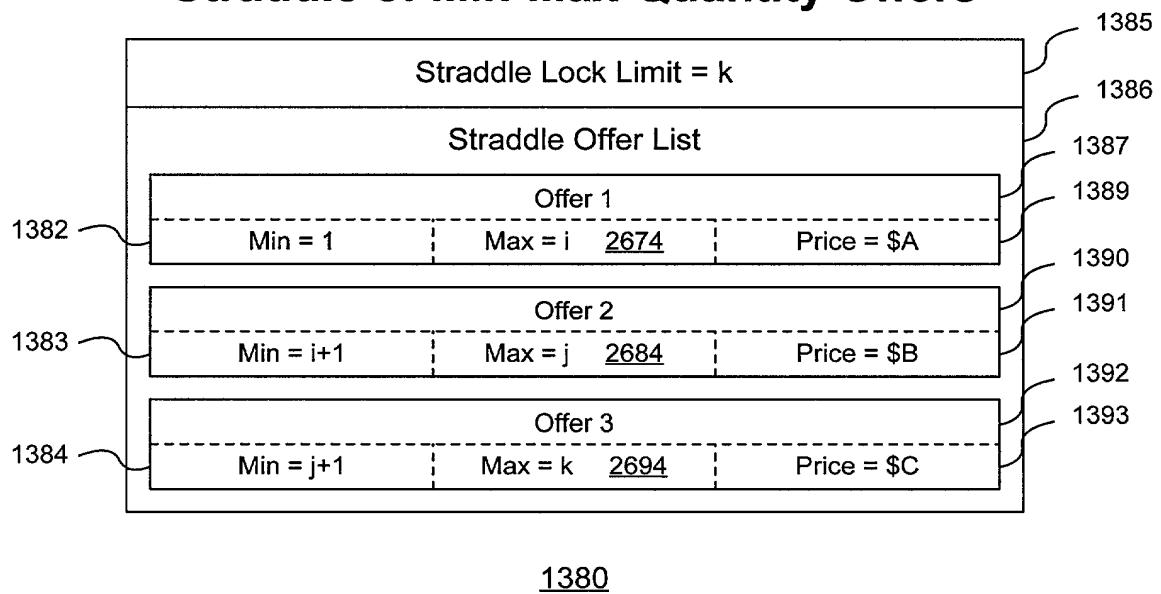 Straddle of Min-Max Quantity Offers
1385
Straddle Lock Limit = k
1386
Straddle Offer List
1387
Offer 1
1389
1382
Min = 1 Max = i 2674 Price = $A
1390
Offer 2
1391
1383
Min = i+1 Max = j 2684 Price = $B
1392
Offer 3
1393
1384
Min = j+1 Max = k 2694 Price = $C
1380